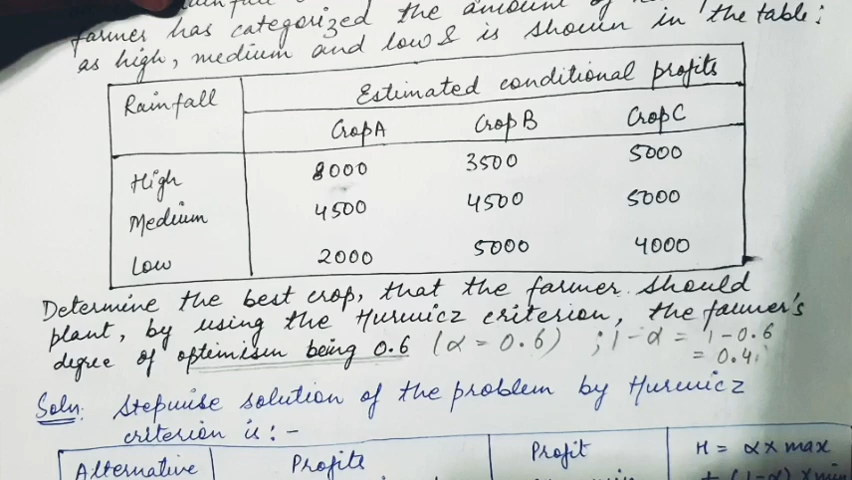 farmer has categorized the amount of
as high, medium and low & is shown in the table:
Rainfall Estimated conditional profits
Crop A Crop B Crop C
High 8000 3500 5000
Medium 4500 4500 5000
Low 2000 5000 4000
Determine the best crop, that the farmer should
plant, by using the Hurwicz criterion, the farmer's
degree of optimism being 0.6 (α = 0.6) ; 1-α = 1-0.6
= 0.4
Soln: Stepwise solution of the problem by Hurwicz
criterion is :-
Alternative Profits Profit H = α x max
+ (1-α) x min